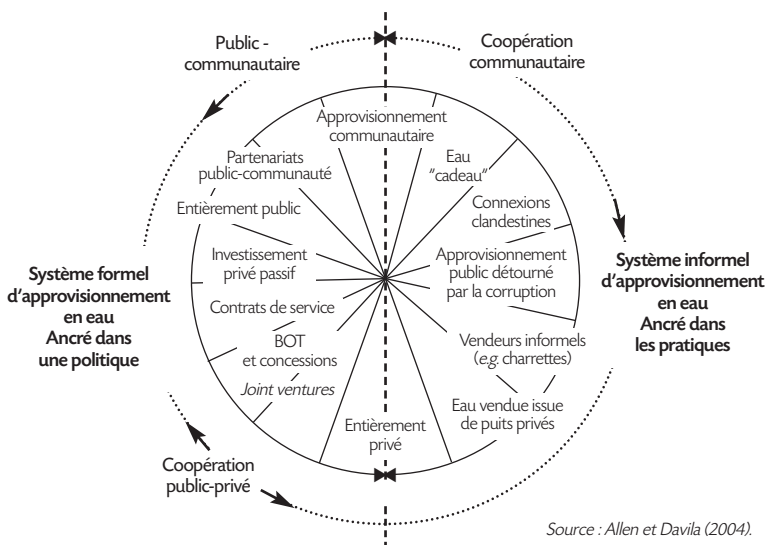 Public -
communautaire
Coopération
communautaire
Approvisionnement
communautaire
Partenariats
public-communauté
Eau
"cadeau"
Entièrement public
Connexions
clandestines
Investissement
privé passif
Approvisionnement
public détourné
par la corruption
Système formel
d'approvisionnement
en eau
Ancré dans
une politique
Système informel
d'approvisionnement
en eau
Ancré dans
les pratiques
Contrats de service
BOT
et concessions
Joint ventures
Vendeurs informels
(e.g. charrettes)
Eau vendue issue
de puits privés
Entièrement
privé
Coopération
public-privé
Source : Allen et Davila (2004).